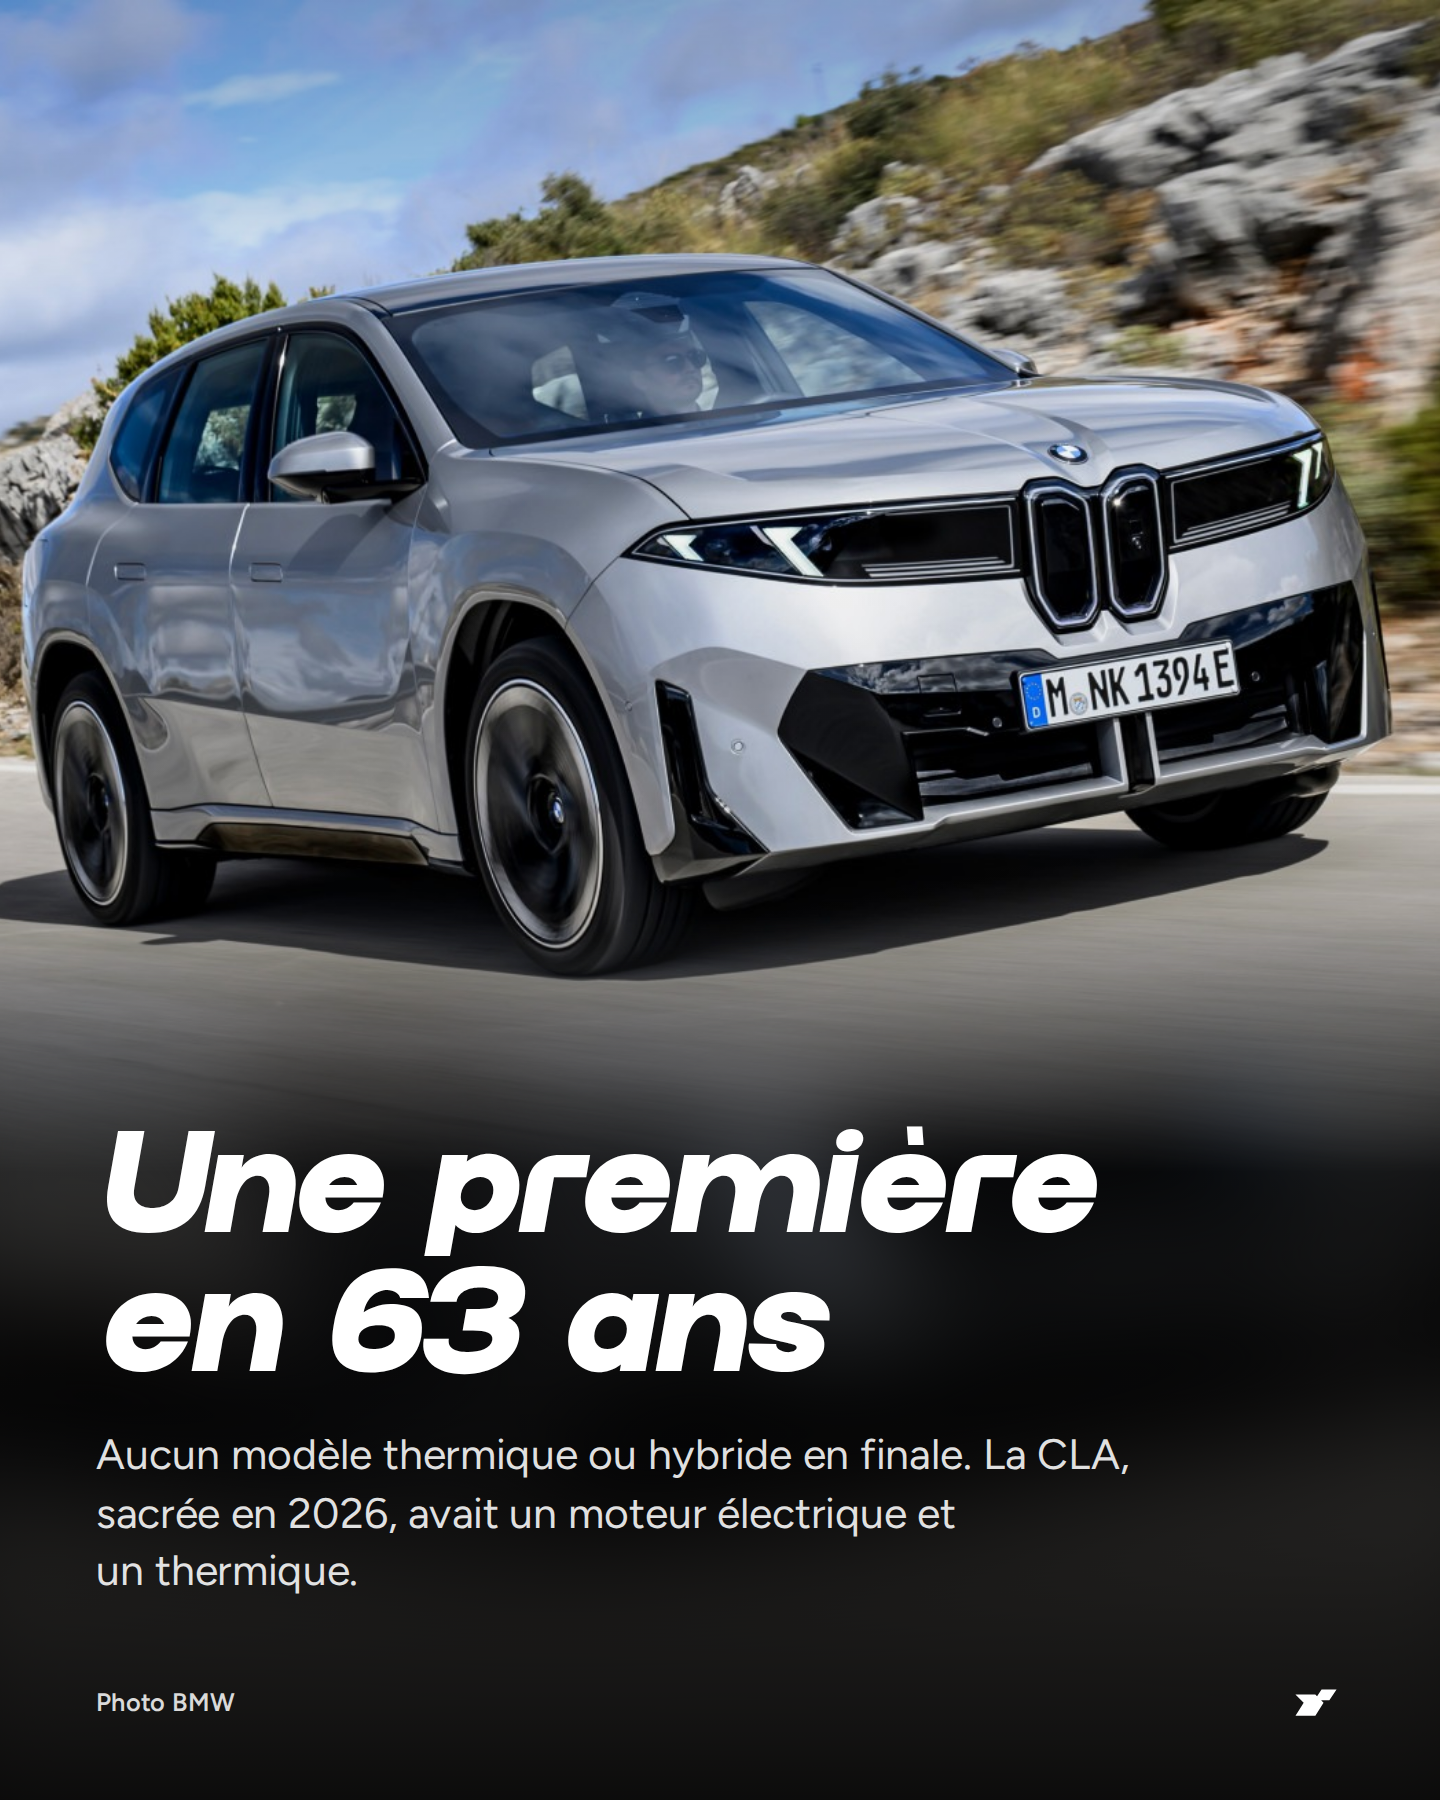 M NK 1394 E
D
Une première
en 63 ans
Aucun modèle thermique ou hybride en finale. La CLA,
sacrée en 2026, avait un moteur électrique et
un thermique.
Photo BMW